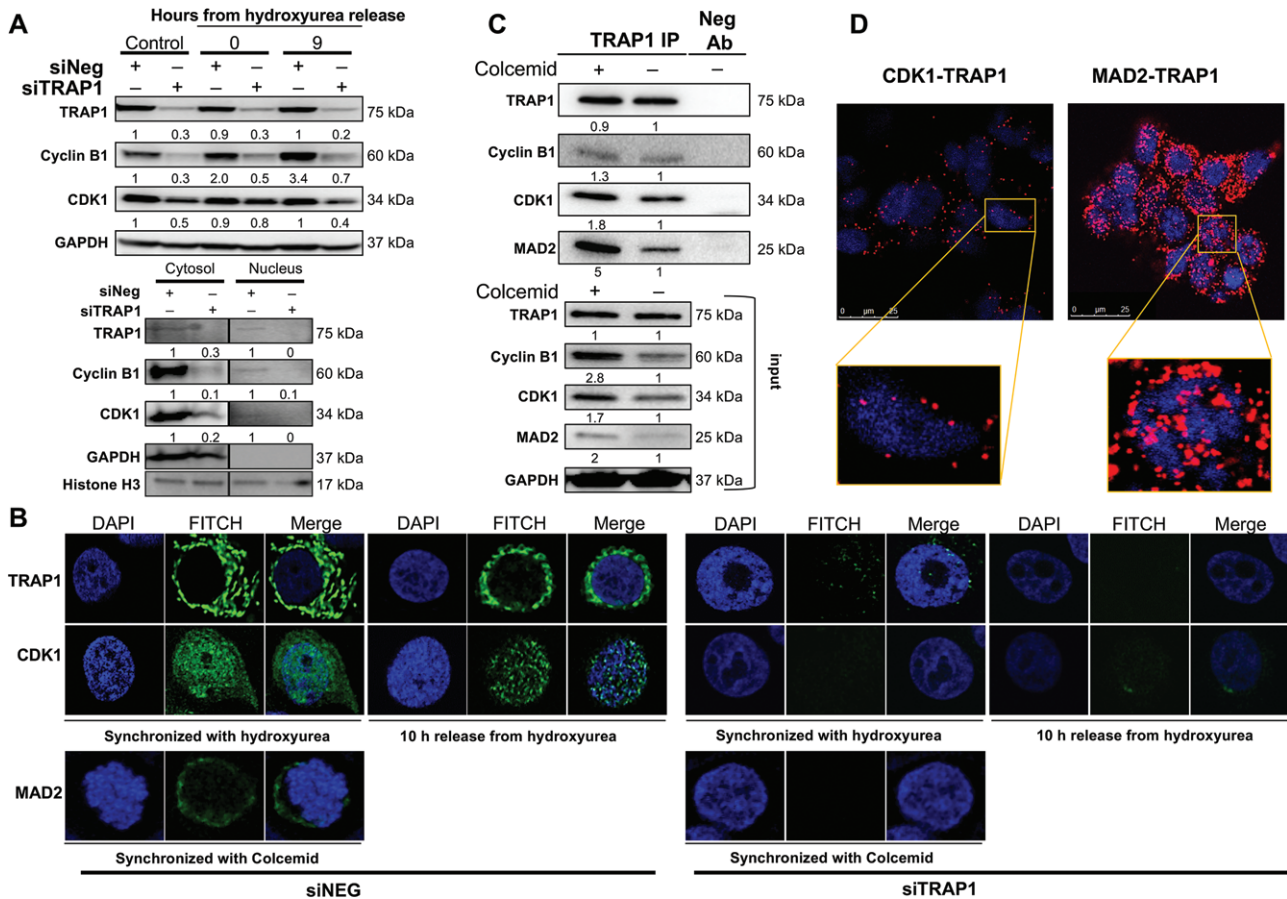 A
Hours from hydroxyurea release
Control 0 9
siNeg + – + – + –
siTRAP1 – + – + – +
TRAP1 75 kDa
1 0.3 0.9 0.3 1 0.2
Cyclin B1 60 kDa
1 0.3 2.0 0.5 3.4 0.7
CDK1 34 kDa
1 0.5 0.9 0.8 1 0.4
GAPDH 37 kDa
Cytosol Nucleus
siNeg + – + –
siTRAP1 – + – +
TRAP1 75 kDa
1 0.3 1 0
Cyclin B1 60 kDa
1 0.1 1 0.1
CDK1 34 kDa
1 0.2 1 0
GAPDH 37 kDa
Histone H3 17 kDa
C
TRAP1 IP
Neg
Ab
Colcemid + – –
TRAP1 75 kDa
0.9 1
Cyclin B1 60 kDa
1.3 1
CDK1 34 kDa
1.8 1
MAD2 25 kDa
5 1
Colcemid + –
TRAP1 75 kDa
1 1
Cyclin B1 60 kDa
2.8 1
CDK1 34 kDa
1.7 1
MAD2 25 kDa
2 1
GAPDH 37 kDa
input
D
CDK1-TRAP1 MAD2-TRAP1
0 µm 25 0 µm 25
B
DAPI FITCH Merge DAPI FITCH Merge DAPI FITCH Merge DAPI FITCH Merge
TRAP1
CDK1
Synchronized with hydroxyurea 10 h release from hydroxyurea Synchronized with hydroxyurea 10 h release from hydroxyurea
MAD2
Synchronized with Colcemid Synchronized with Colcemid
siNEG siTRAP1